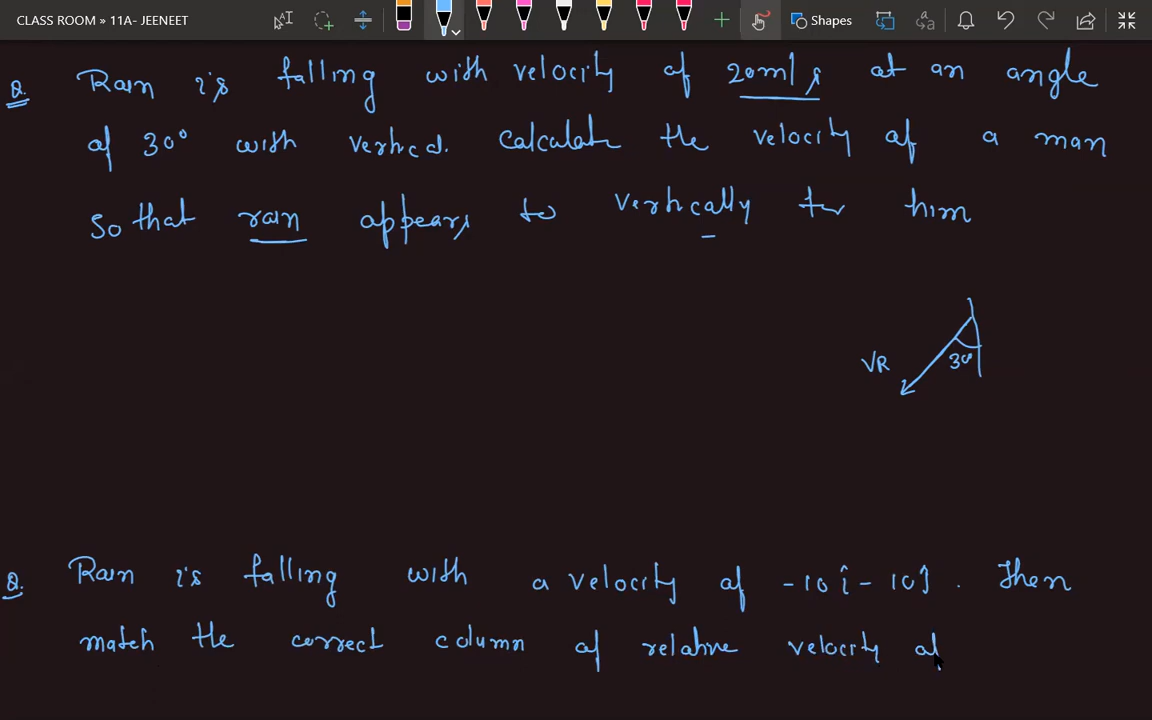 CLASS ROOM » 11A- JEENEET
Shapes
Q. Rain is falling with velocity of 20m/s at an angle
of 30° with vertical. Calculate the velocity of a man
So that rain appears to vertically to him
VR
30°
Q. Rain is falling with a velocity of -10î - 10ĵ. Then
match the correct column of relative velocity of